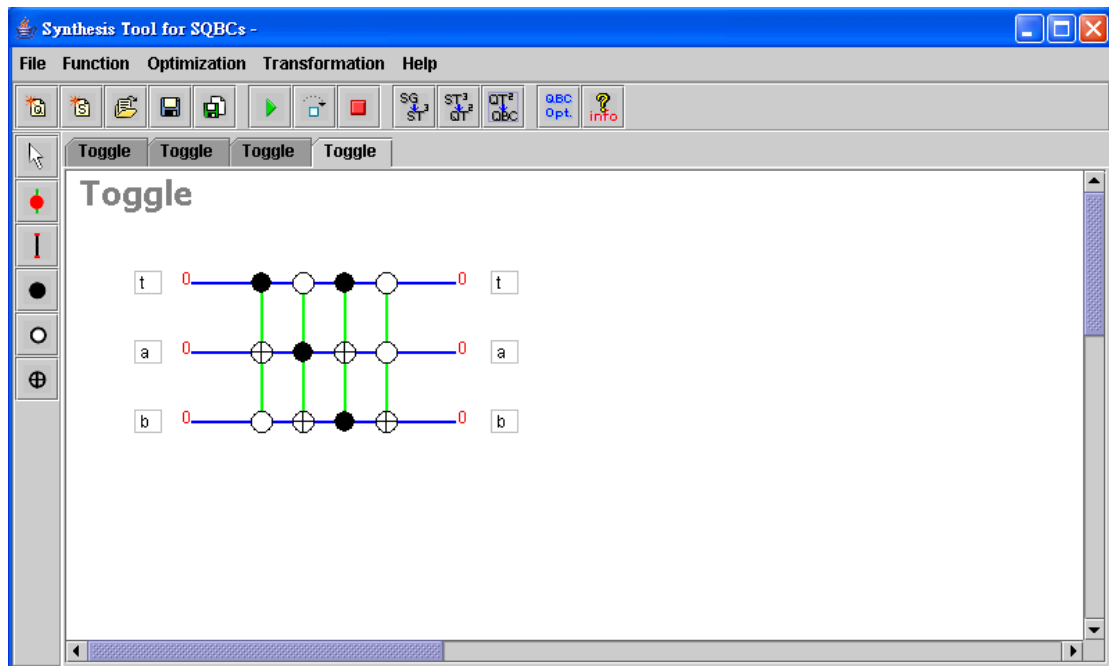 Synthesis Tool for SQBCs -
File Function Optimization Transformation Help
Q S SG ST³ ST³ QT² QT² QBC QBC Opt. ? info
Toggle Toggle Toggle Toggle
Toggle
t 0 0 t
a 0 0 a
b 0 0 b